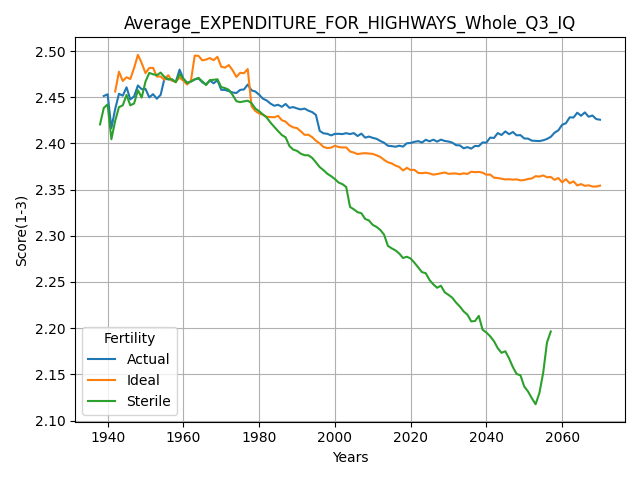 Average_EXPENDITURE_FOR_HIGHWAYS_Whole_Q3_IQ
Score(1-3)
2.50
2.45
2.40
2.35
2.30
2.25
2.20
2.15
2.10
Fertility
Actual
Ideal
Sterile
1940 1960 1980 2000 2020 2040 2060
Years